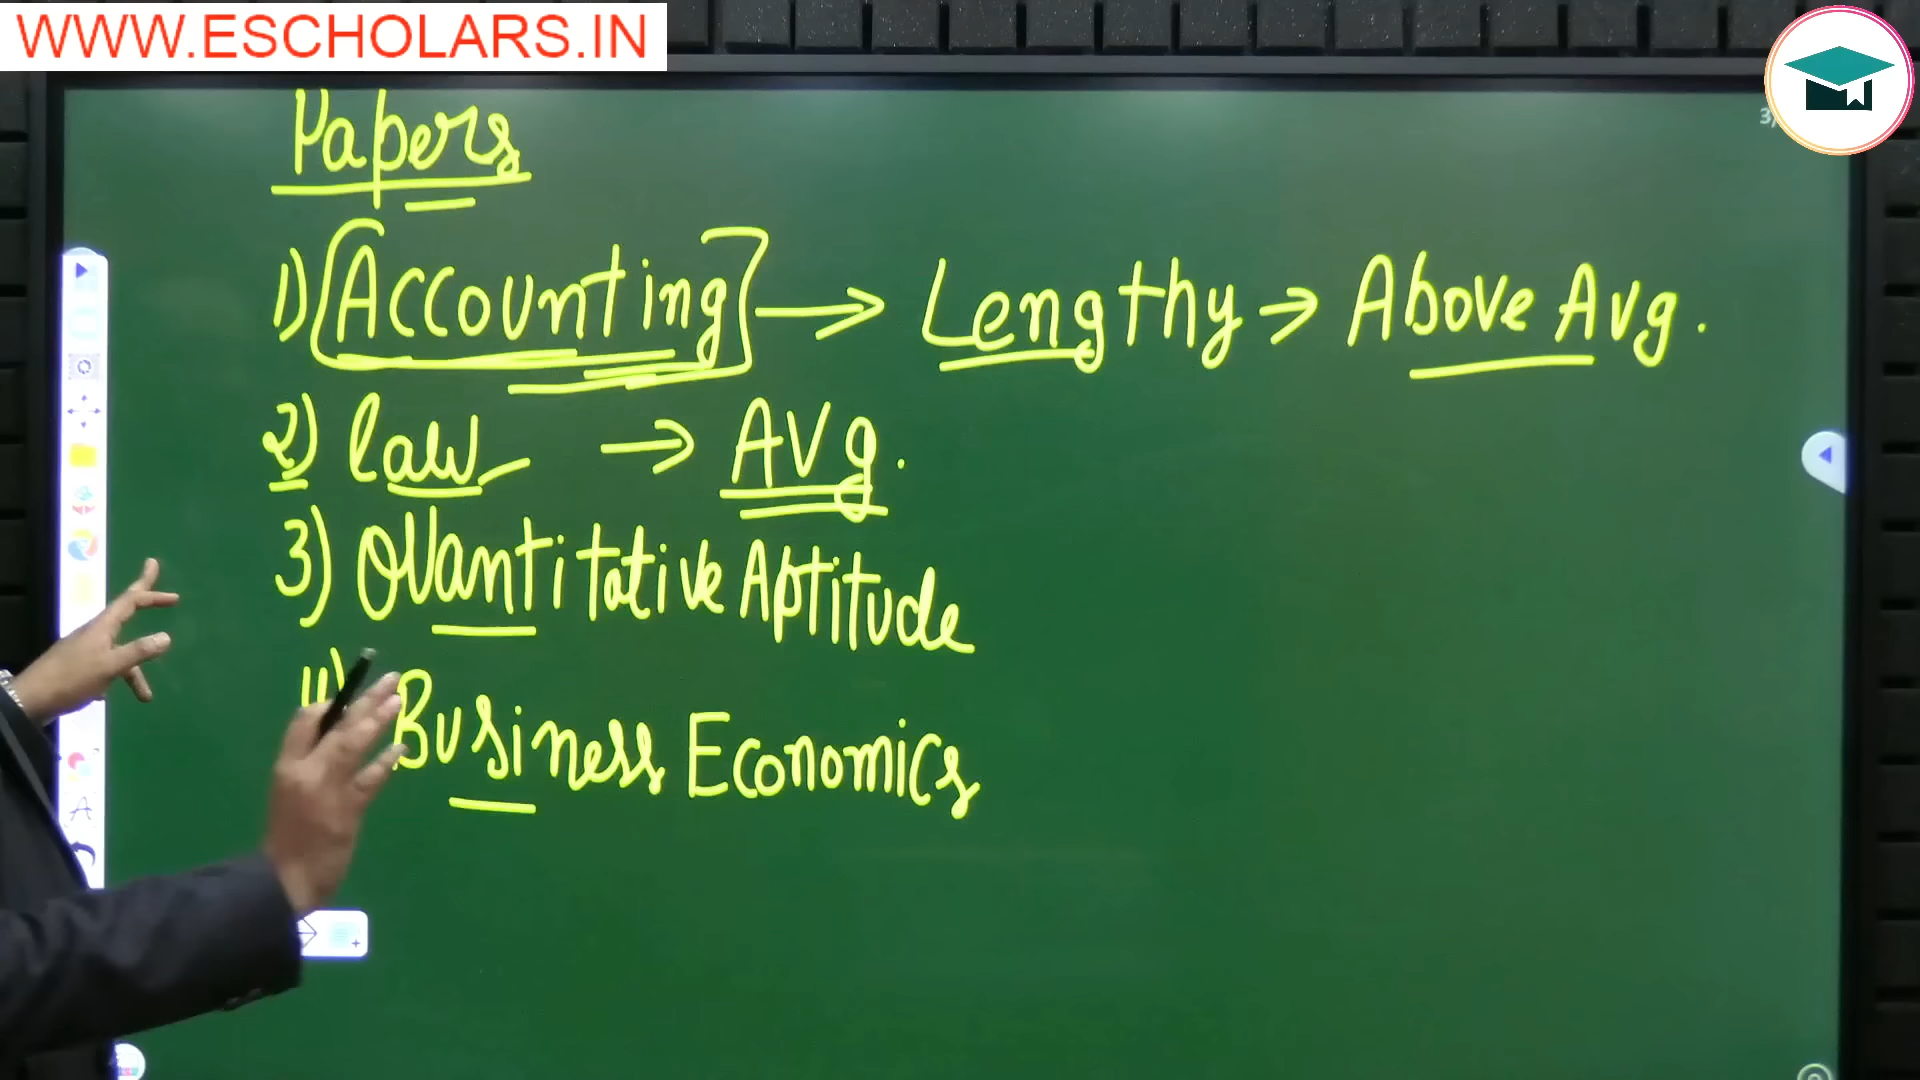 WWW.ESCHOLARS.IN
Papers
1) [Accounting] → Lengthy → Above Avg.
2) Law → Avg.
3) Quantitative Aptitude
4) Business Economics